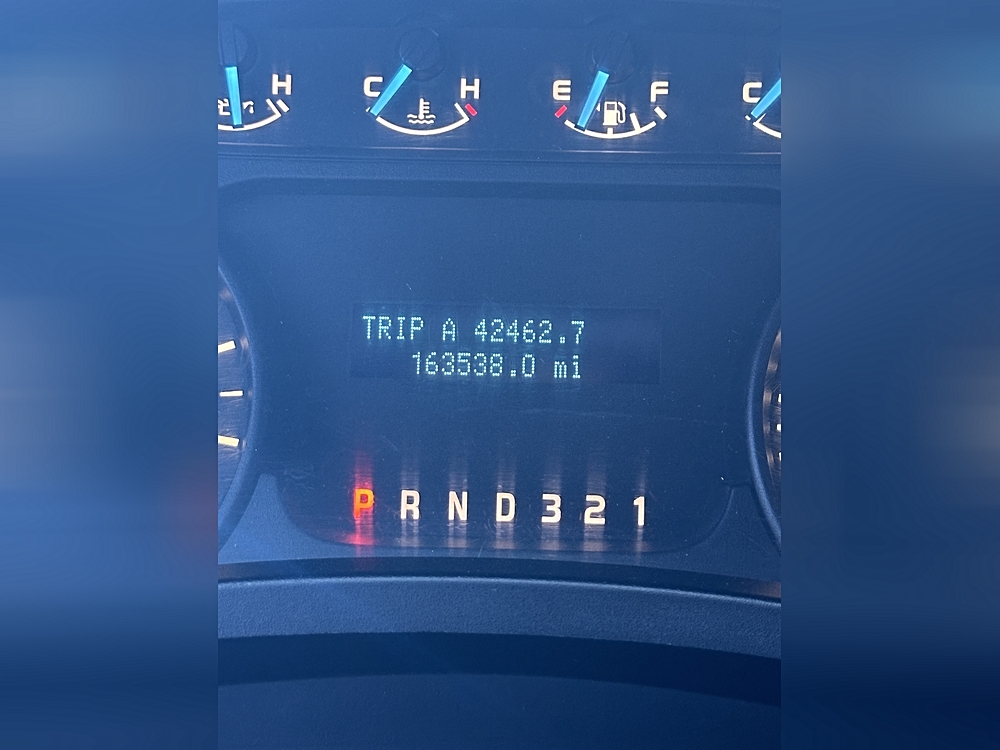 H C H E F C
TRIP A 42462.7
163538.0 mi
P R N D 3 2 1